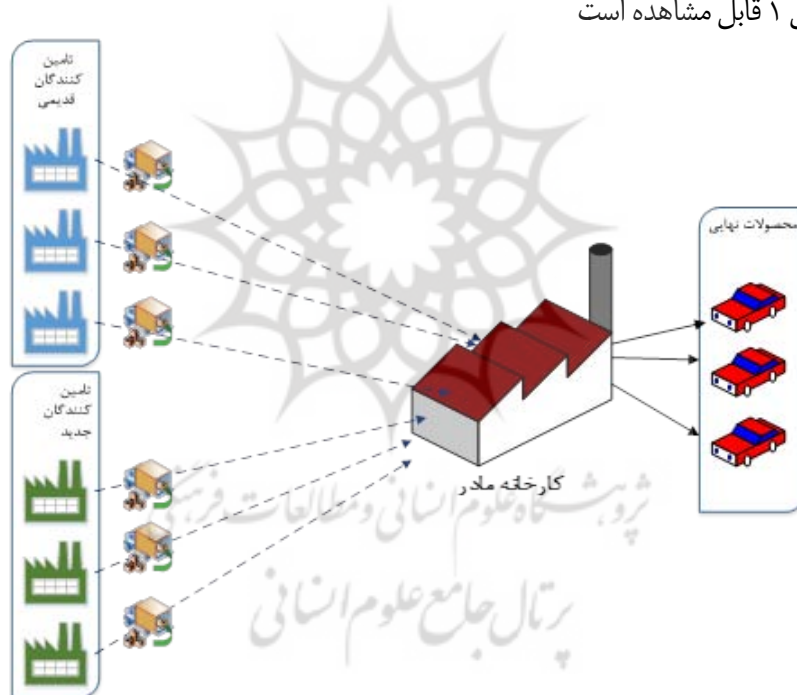 ۱ قابل مشاهده است
تامین
کنندگان
قدیمی
محصولات نهایی
تامین
کنندگان
جدید
کارخانه مادر
پژوهشگاه علوم انسانی و مطالعات فرهنگی
پرتال جامع علوم انسانی